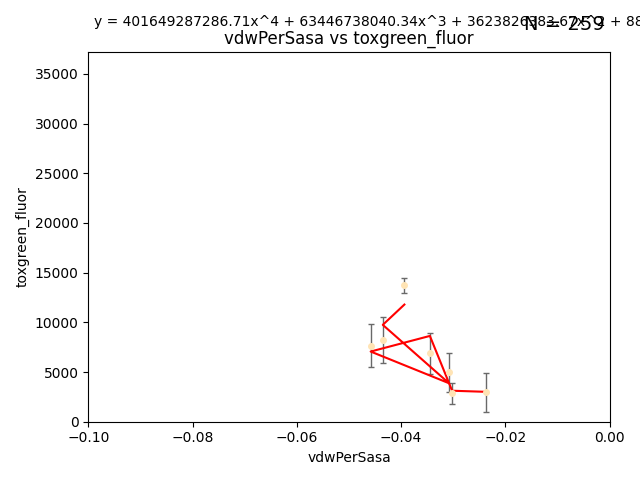 y = 401649287286.71x^4 + 63446738040.34x^3 +
N = 259
vdwPerSasa vs toxgreen_fluor
35000
30000
25000
20000
15000
10000
5000
0
toxgreen_fluor
−0.10 −0.08 −0.06 −0.04 −0.02 0.00
vdwPerSasa